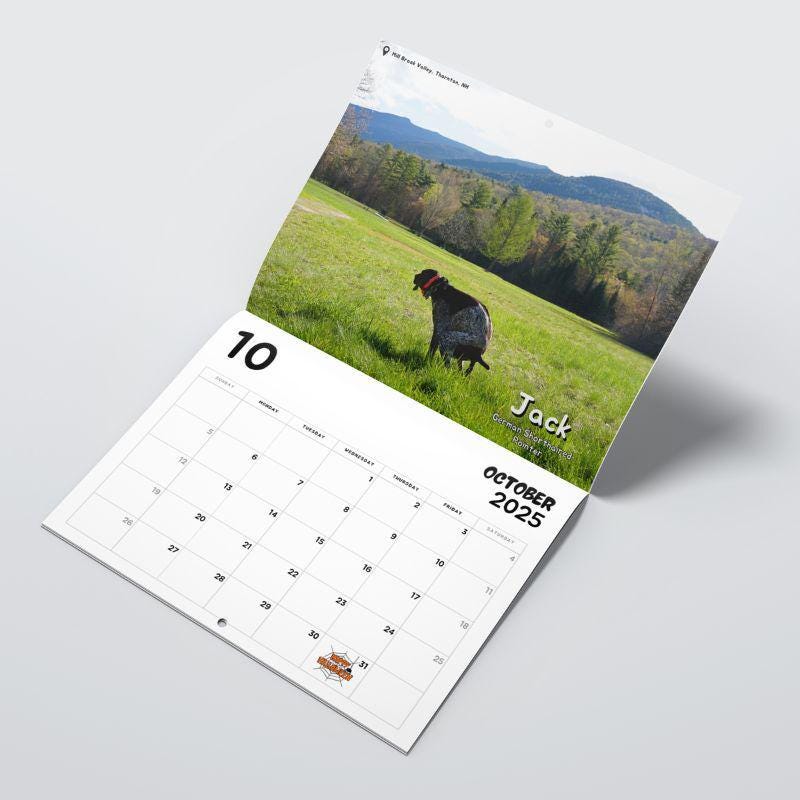 Mill Brook Valley, Thornton, NH
Jack
German Shorthaired
Pointer
10
OCTOBER
2025
SUNDAY MONDAY TUESDAY WEDNESDAY THURSDAY FRIDAY SATURDAY
1 2 3 4
5 6 7 8 9 10 11
12 13 14 15 16 17 18
19 20 21 22 23 24 25
26 27 28 29 30 31
HAPPY
HALLOWEEN